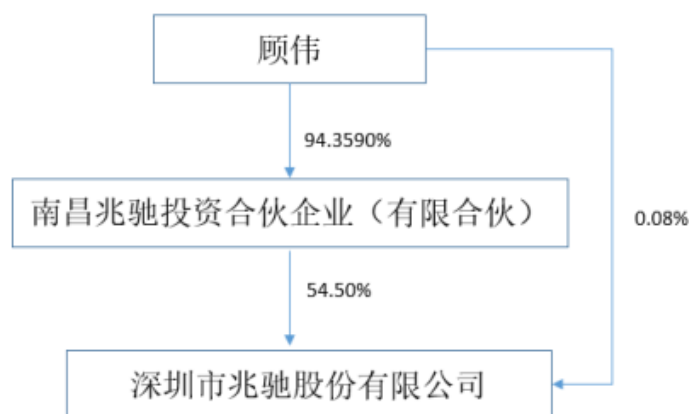 顾伟
94.3590%
南昌兆驰投资合伙企业（有限合伙）
0.08%
54.50%
深圳市兆驰股份有限公司